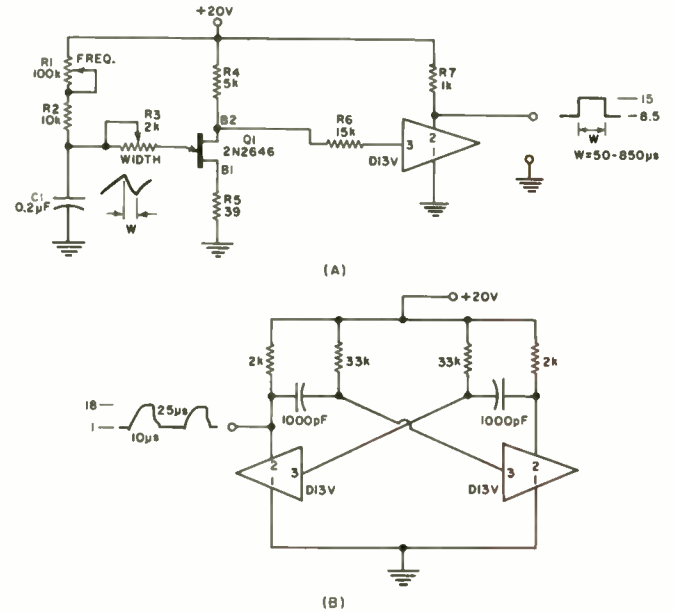 +20V
R1
100k
FREQ.
R2
10k
R3
2k
WIDTH
C1
0.2µF
W
R4
5k
B2
Q1
2N2646
B1
R5
39
R6
15k
R7
1k
3
2
1
D13V
15
8.5
W
W=50-850µs
(A)
+20V
2k
33k
33k
2k
1000pF
1000pF
18
1
25µs
10µs
2
1
3
D13V
3
2
1
D13V
(B)